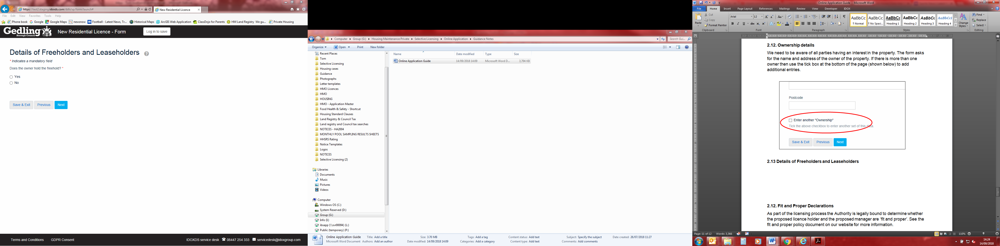 https://test2.staging.idoxds.com/dsfx/xp/form/launch#
New Residential Licence
File Edit View Favorites Tools Help
Phone book Google Google Maps newsnow Football - Latest News, Tr... Historical Maps ArcGIS Web Application ClassDojo for Parents HM Land Registry We gu... Private Housing
Gedling
Borough Council
New Residential Licence - Form
Log in to save
Details of Freeholders and Leaseholders ?
* Indicates a mandatory field
Does the owner hold the freehold? *
Yes
No
Save & Exit Previous Next
Terms and Conditions GDPR Consent IDOXDS service desk 08447 254 333 servicedesk@idoxgroup.com
Computer Group (G:) Housing Maintenance Private Selective Licensing Online Application Guidance Notes
Search Gui...
Organize Open Print New folder
Name Date modified Type Size
Online Application Guide 14/09/2018 14:09 Microsoft Word D... 3,794 KB
Recent Places
Tom
Selective Licensing
Housing cases
Guidance
Photographs
Letter templates
HMO Licences
HMO
HOUSING
HMO - Application Master
Food Health & Safety - Shortcut
Housing Standard Clauses
Land Registry & Council Tax
Land registry and Council tax searches
NOTICES - HA2004
MONTHLY POOL SAMPLING RESULTS SHEETS
HHSRS Rating
Notice Templates
Logos
NOTICES
Selective Licensing (2)
Libraries
Documents
Music
Pictures
Videos
Computer
Windows OS (C:)
System Reserved (D:)
Group (G:)
Info (I:)
ibsapp (\\svr00094) (L:)
Public (temporary) (P:)
Online Application Guide Title: Add a title Size: 3.70 MB Tags: Add a tag Content status: Add text Subject: Specify the subject Date created: 26/07/2018 11:27
Microsoft Word Document Authors: Add an author Date modified: 14/09/2018 14:09 Categories: Add a category Content type: Add text Comments: Add comments
Online Application Guide - Microsoft Word
File Home Insert Page Layout References Mailings Review View Developer IDOX
Paste
Cut
Copy
Format Painter
Arial 12
AaBbCc AaBbCc AaBbCc AaBbCc AaBbCc AaBbCcI
¶ Normal ¶ No Spaci... Heading 1 Heading 2 Heading 3 Heading 4
Change Styles
Find
Replace
Select
Clipboard Font Paragraph Styles Editing
2.12. Ownership details
We need to be aware of all parties having an interest in the property. The form asks
for the name and address of the owner of the property. If there is more than one
owner then use the tick box at the bottom of the page (shown below) to add
additional entries.
Postcode
Enter another "Ownership"
Tick the above checkbox to enter another set of this data.
Save & Exit Previous Next
2.13 Details of Freeholders and Leaseholders
2.12. Fit and Proper Declarations
As part of the licensing process the Authority is legally bound to determine whether
the proposed licence holder and the proposed manager are 'fit and proper'. See the
fit and proper policy document on our website for more information.
Page: 11 of 12 Words: 3,366 110%
14:24
14/09/2018